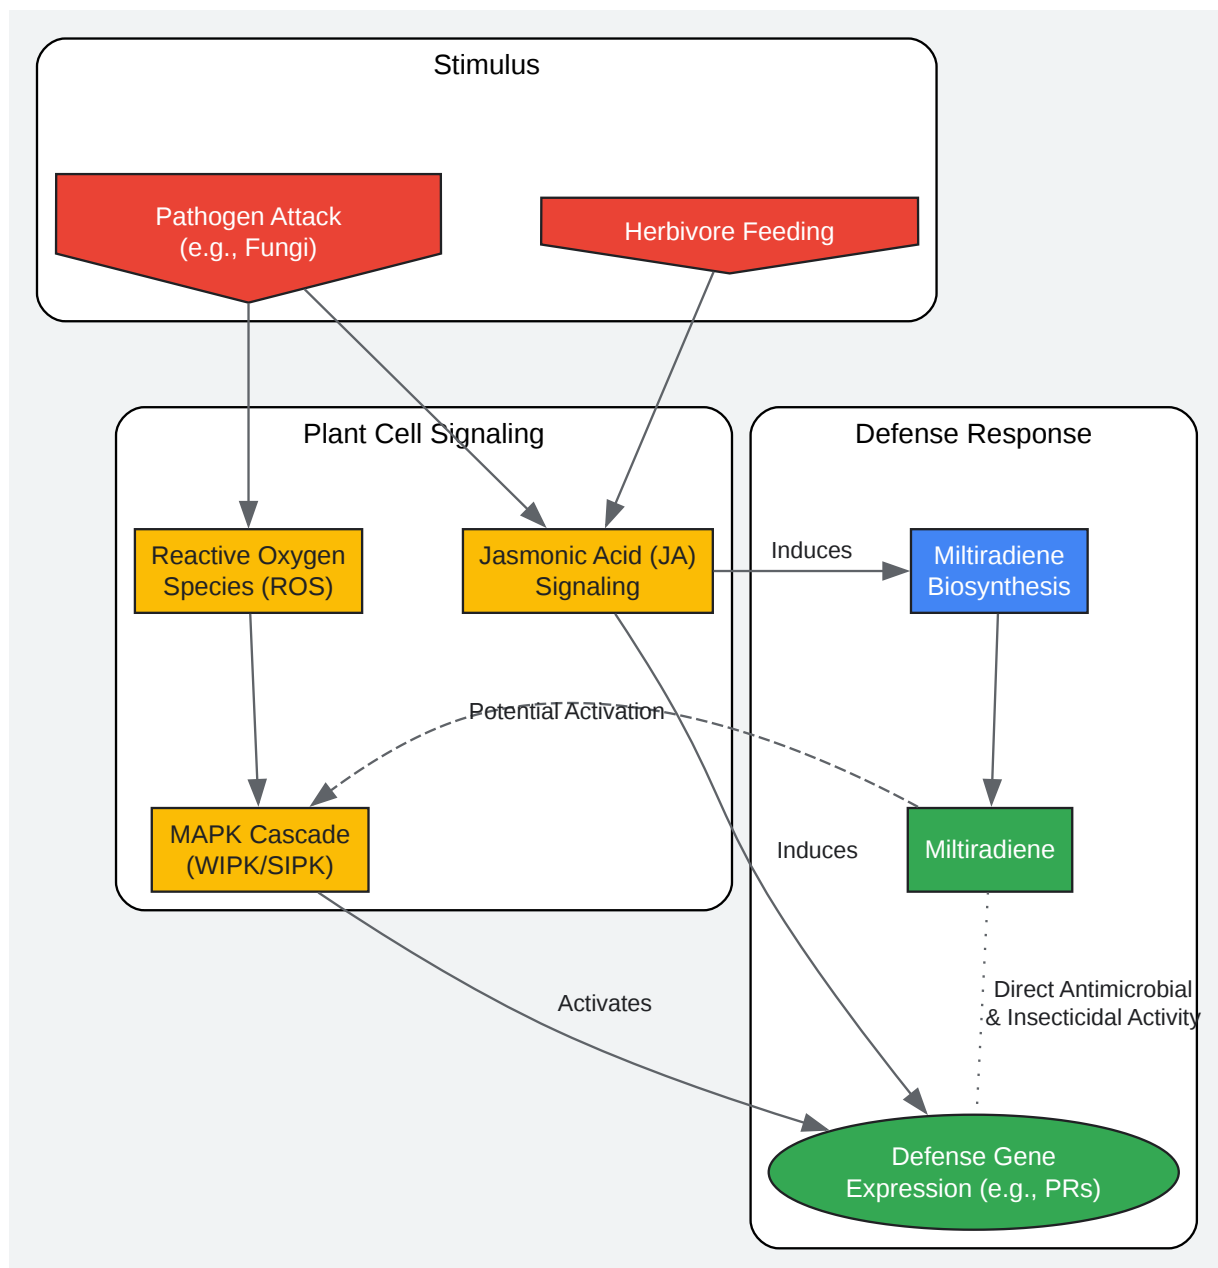 Stimulus
Pathogen Attack
(e.g., Fungi)
Herbivore Feeding
Plant Cell Signaling
Defense Response
Reactive Oxygen
Species (ROS)
Jasmonic Acid (JA)
Signaling
Induces
Miltiradiene
Biosynthesis
Potential Activation
MAPK Cascade
(WIPK/SIPK)
Induces
Miltiradiene
Activates
Direct Antimicrobial
& Insecticidal Activity
Defense Gene
Expression (e.g., PRs)